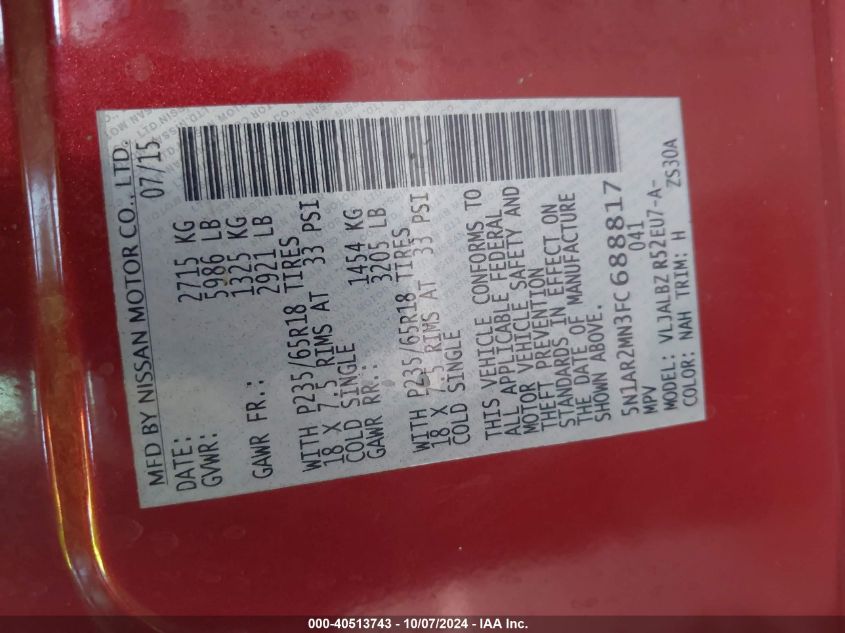 MFD BY NISSAN MOTOR CO., LTD.
DATE: 07/15
GVWR: 2715 KG
5986 LB
GAWR FR.: 1325 KG
2921 LB
WITH P235/65R18 TIRES
18 X 7.5 RIMS AT 33 PSI
COLD SINGLE
GAWR RR.: 1454 KG
3205 LB
WITH P235/65R18 TIRES
18 X 7.5 RIMS AT 33 PSI
COLD SINGLE
THIS VEHICLE CONFORMS TO
ALL APPLICABLE FEDERAL
MOTOR VEHICLE SAFETY AND
THEFT PREVENTION
STANDARDS IN EFFECT ON
THE DATE OF MANUFACTURE
SHOWN ABOVE.
5N1AR2MN3FC688817
MPV 041
MODEL: VLJALBZ R52EU7-A-
COLOR: NAH TRIM: H ZS30A
000-40513743 - 10/07/2024 - IAA Inc.